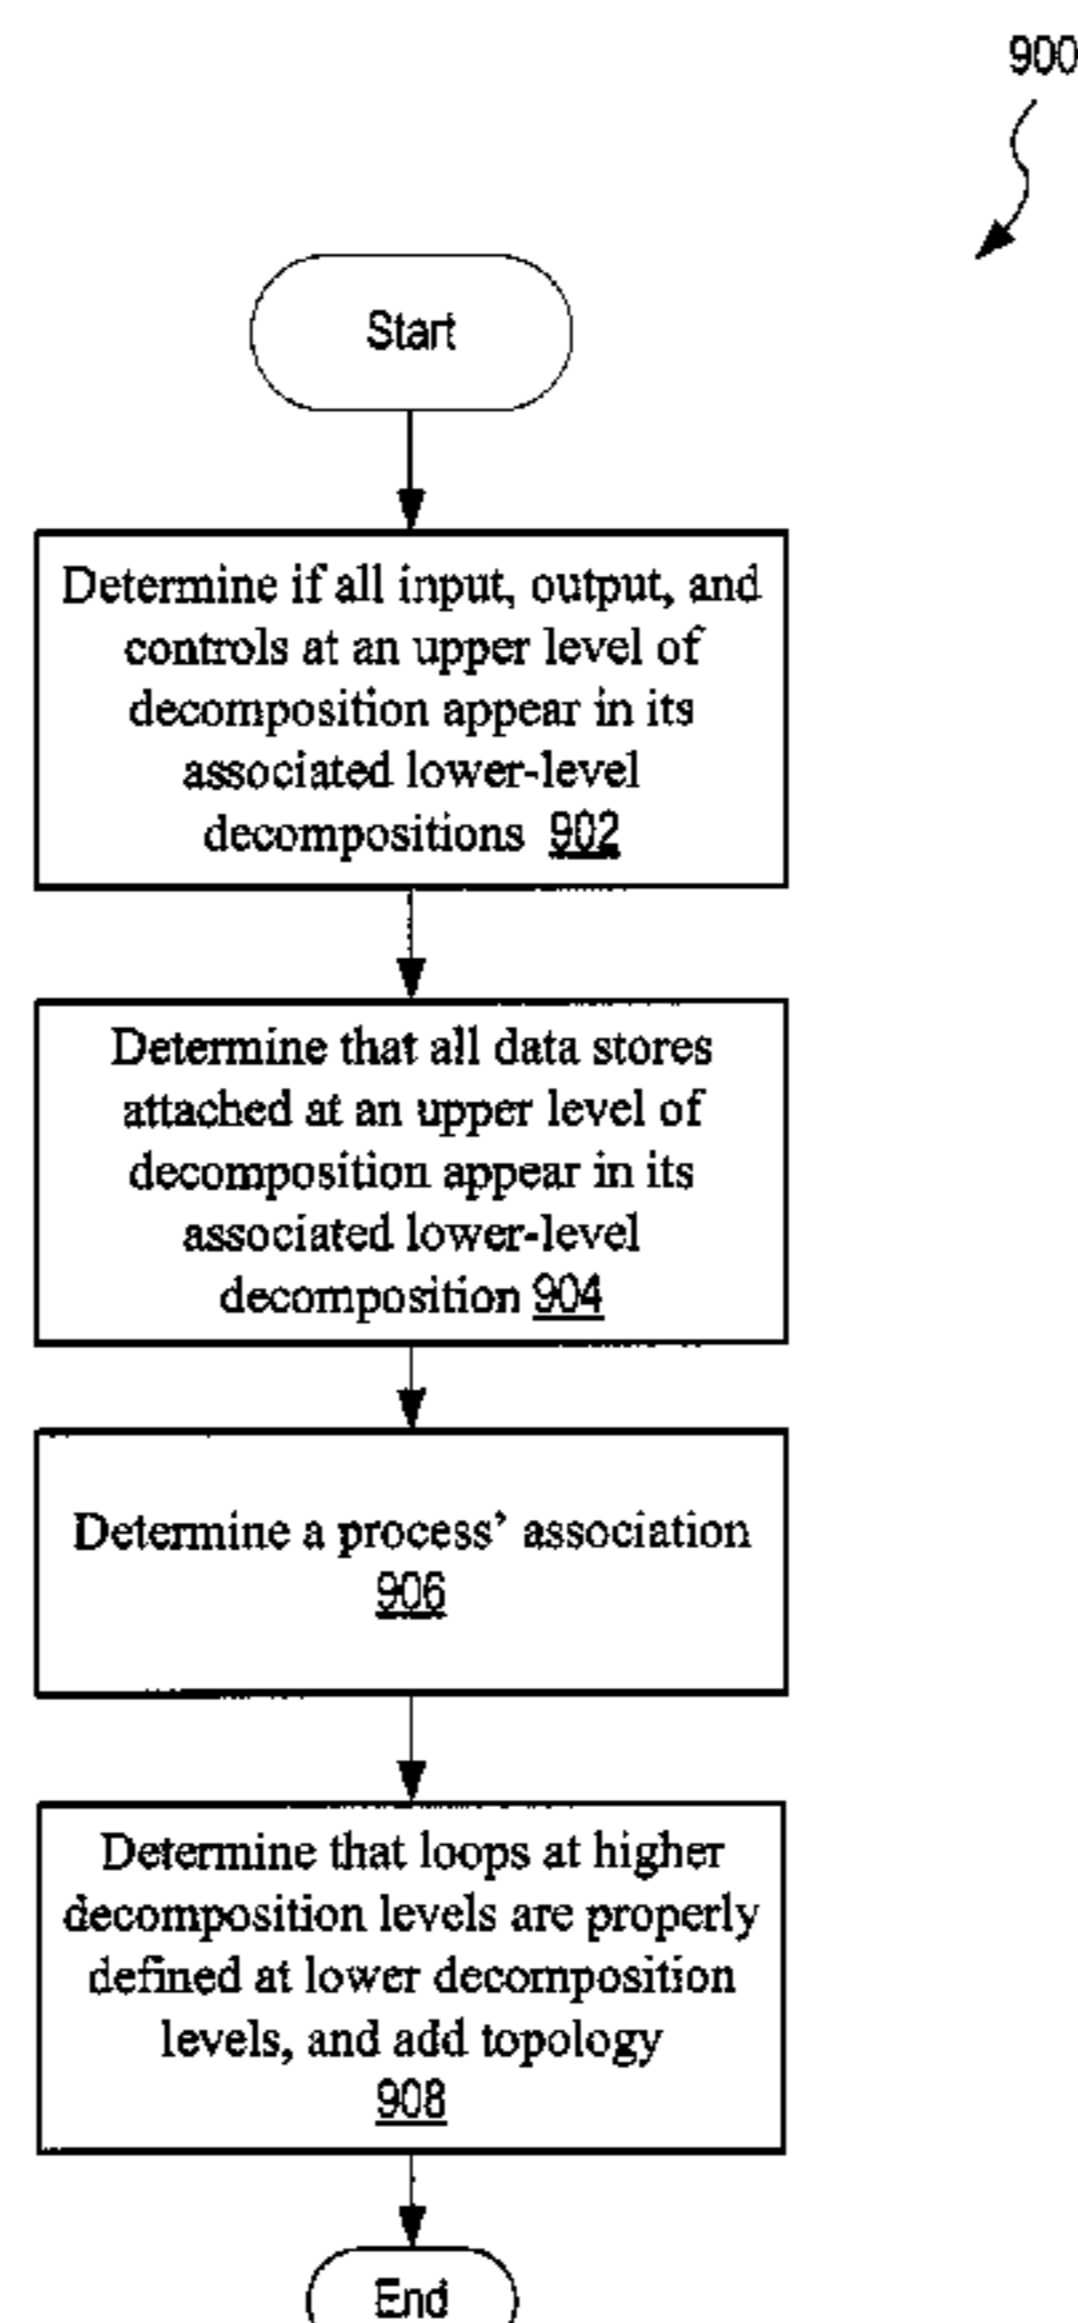 900
Start
Determine if all input, output, and
controls at an upper level of
decomposition appear in its
associated lower-level
decompositions 902
Determine that all data stores
attached at an upper level of
decomposition appear in its
associated lower-level
decomposition 904
Determine a process’ association
906
Determine that loops at higher
decomposition levels are properly
defined at lower decomposition
levels, and add topology
908
End